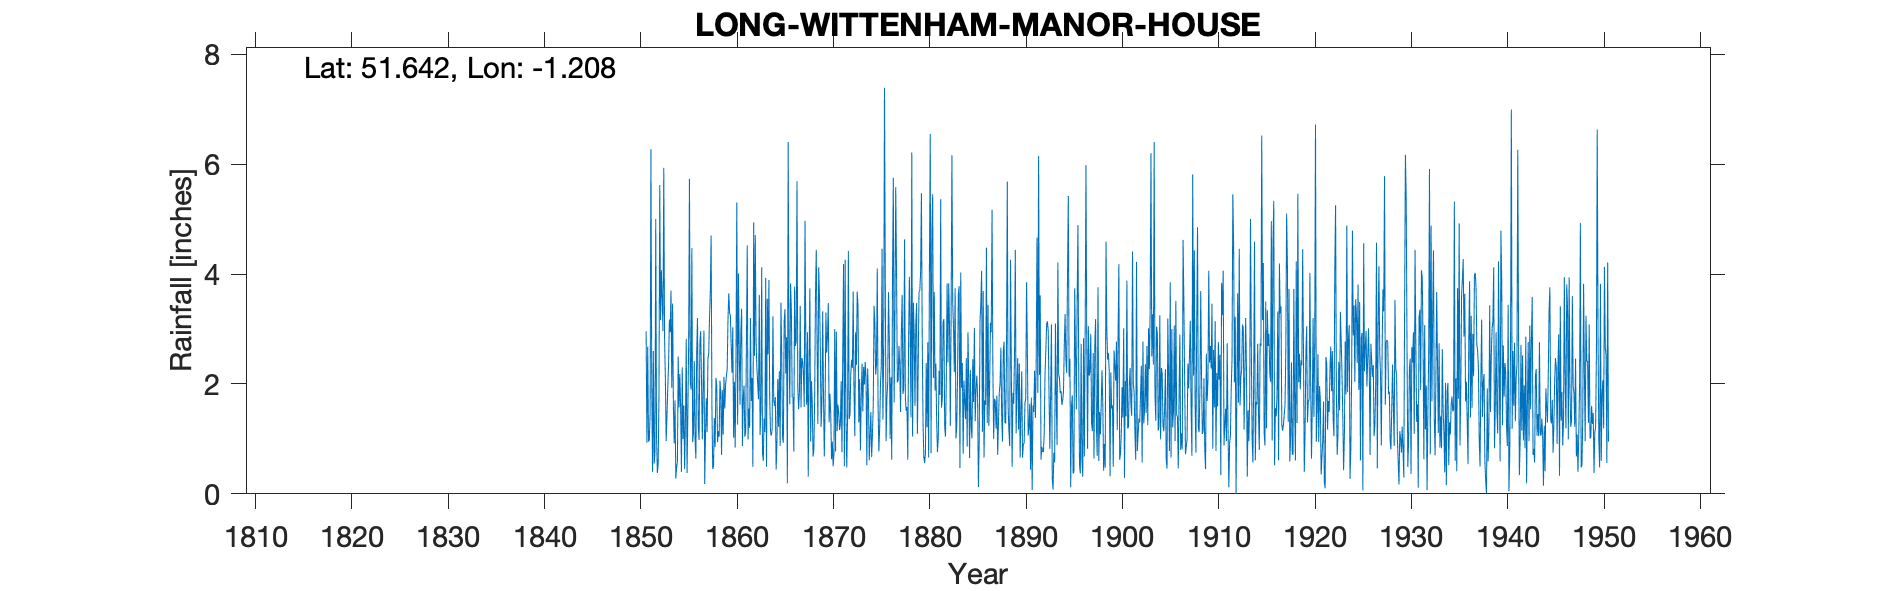 LONG-WITTENHAM-MANOR-HOUSE
Lat: 51.642, Lon: -1.208
8
6
4
2
0
Rainfall [inches]
1810 1820 1830 1840 1850 1860 1870 1880 1890 1900 1910 1920 1930 1940 1950 1960
Year